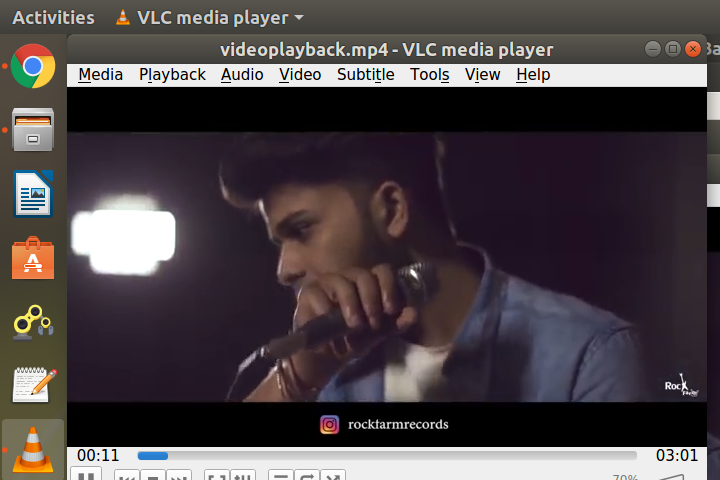 Activities VLC media player
videoplayback.mp4 - VLC media player
Media Playback Audio Video Subtitle Tools View Help
Rock
rockfarmrecords
00:11 03:01
70%